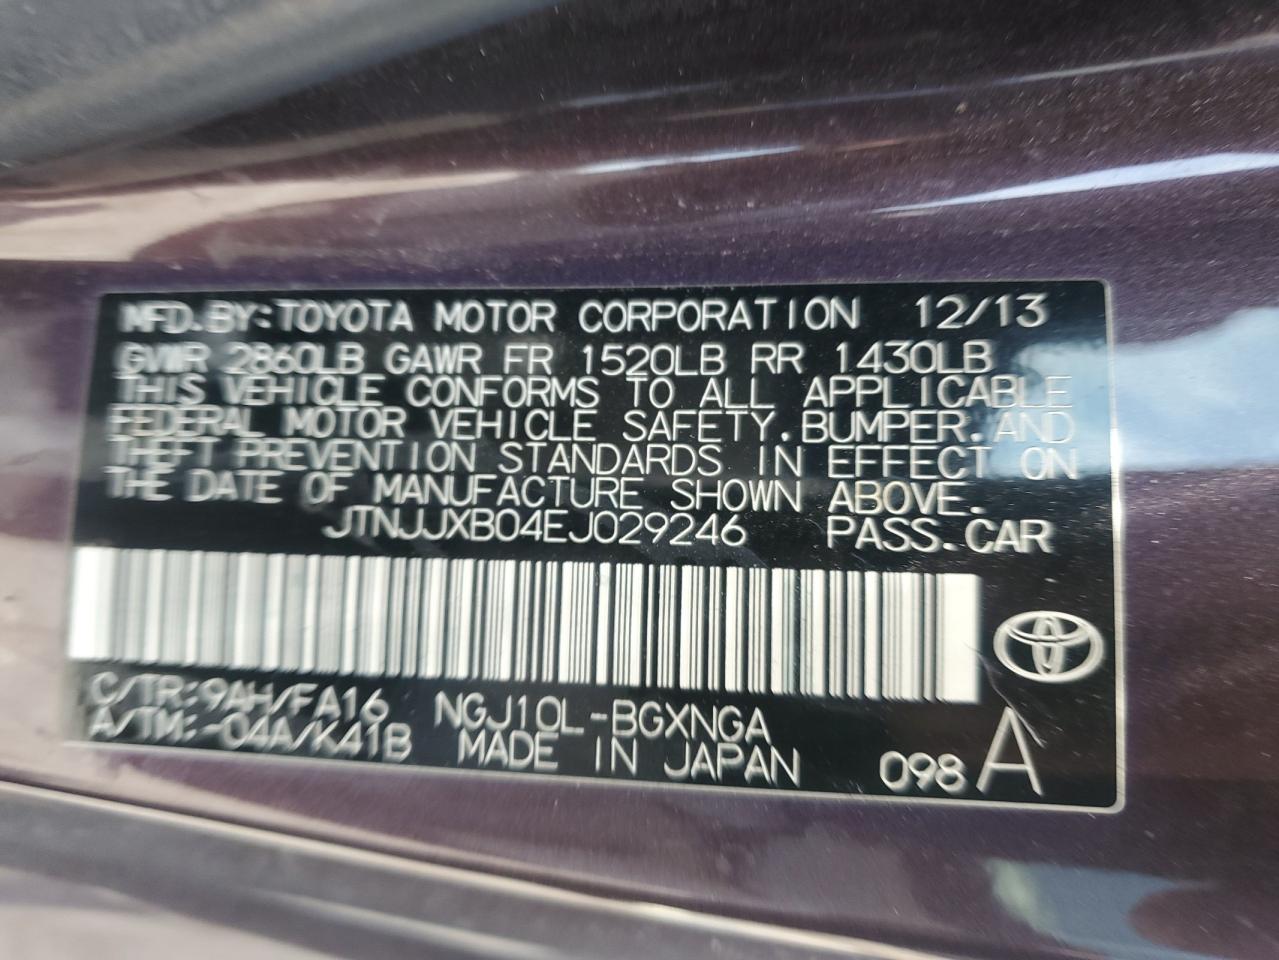 MFD.BY:TOYOTA MOTOR CORPORATION 12/13
GVWR 2860LB GAWR FR 1520LB RR 1430LB
THIS VEHICLE CONFORMS TO ALL APPLICABLE
FEDERAL MOTOR VEHICLE SAFETY.BUMPER.AND
THEFT PREVENTION STANDARDS IN EFFECT ON
THE DATE OF MANUFACTURE SHOWN ABOVE.
JTNJJXB04EJ029246 PASS.CAR
C/TR:9AH/FA16 NGJ10L-BGXNGA
A/TM:-04A/K41B MADE IN JAPAN 098 A